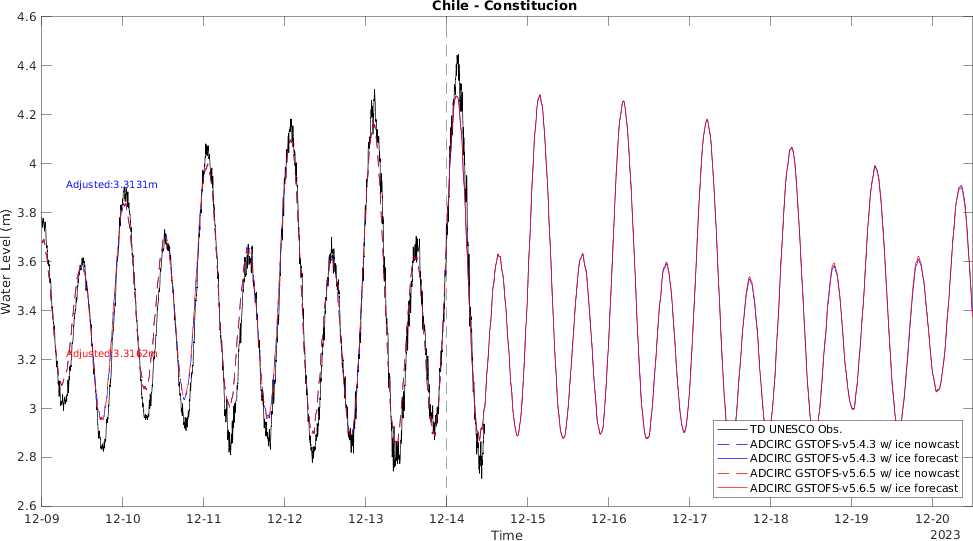 Chile - Constitucion
4.6
4.4
4.2
4
3.8
3.6
3.4
3.2
3
2.8
2.6
Water Level (m)
Adjusted:3.3131m
Adjusted:3.3162m
TD UNESCO Obs.
ADCIRC GSTOFS-v5.4.3 w/ ice nowcast
ADCIRC GSTOFS-v5.4.3 w/ ice forecast
ADCIRC GSTOFS-v5.6.5 w/ ice nowcast
ADCIRC GSTOFS-v5.6.5 w/ ice forecast
12-09 12-10 12-11 12-12 12-13 12-14 12-15 12-16 12-17 12-18 12-19 12-20
2023
Time